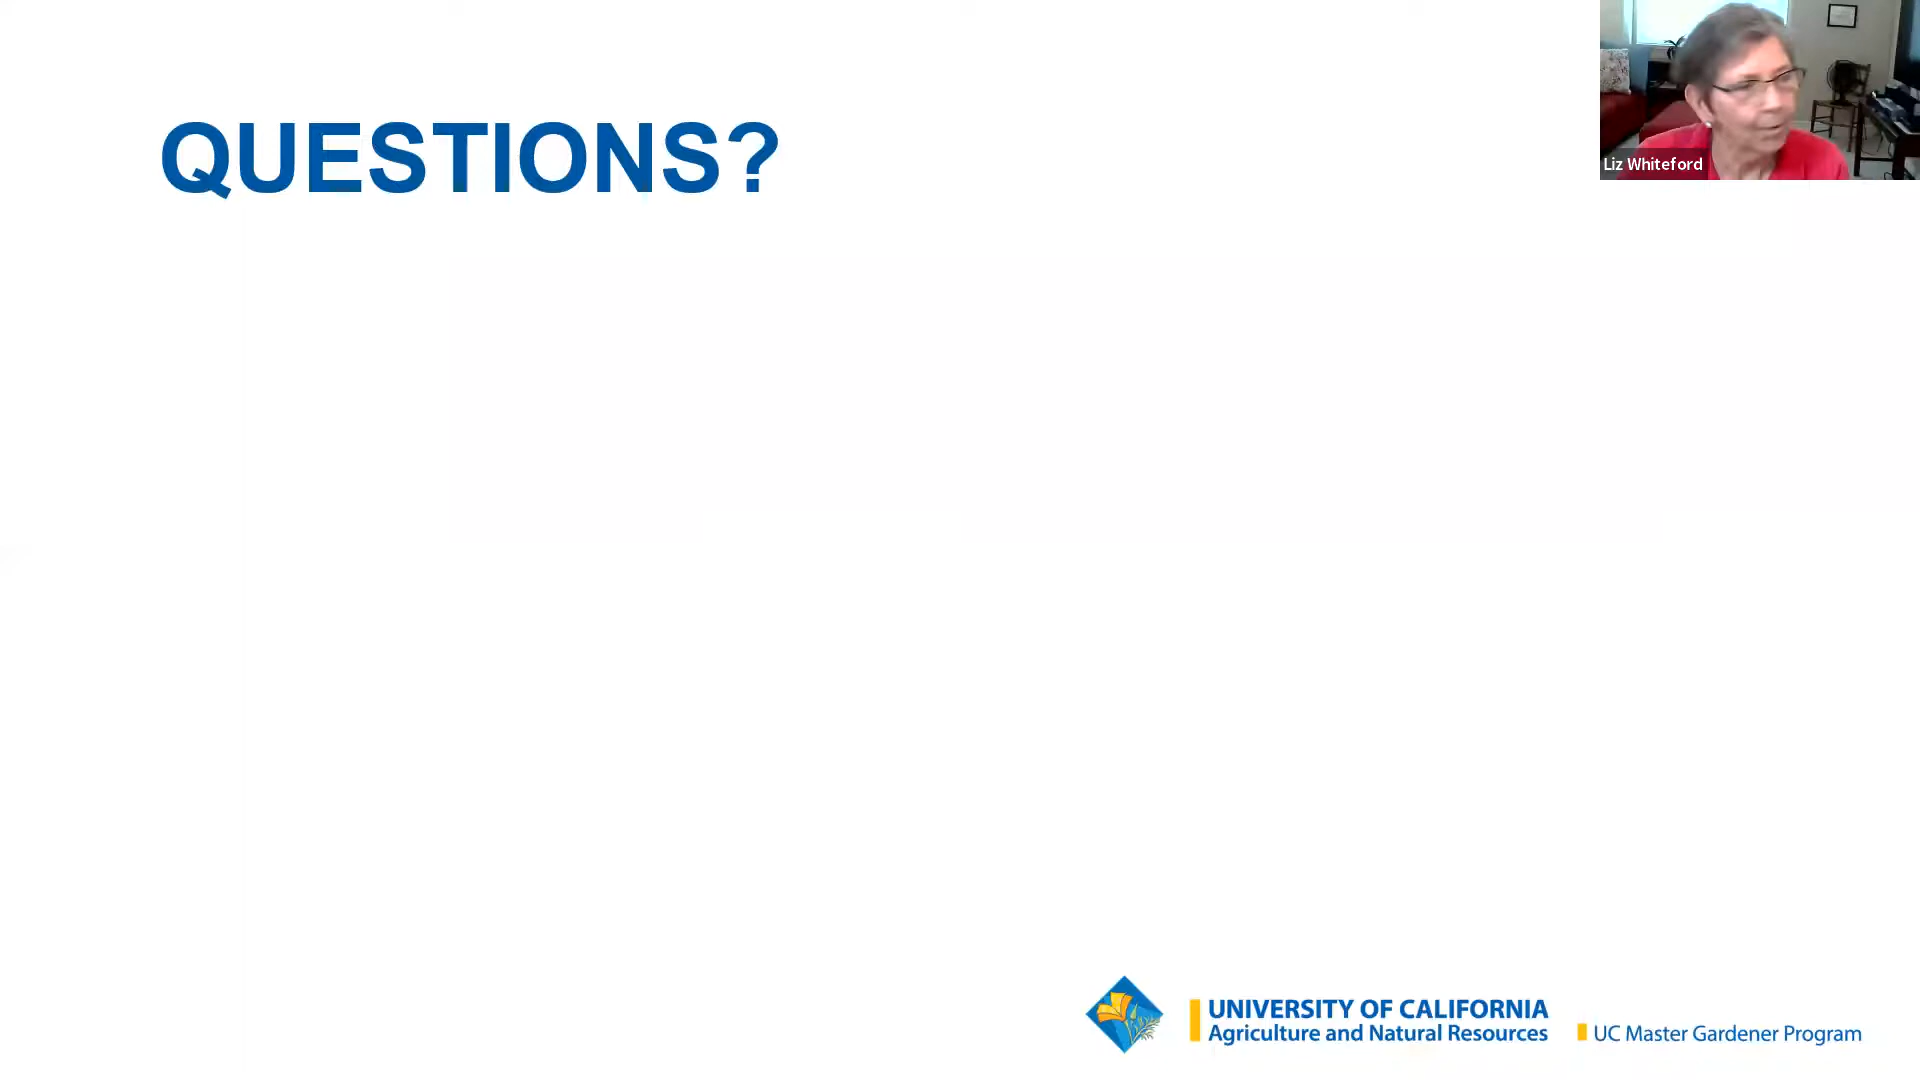 QUESTIONS?
Liz Whiteford
UNIVERSITY OF CALIFORNIA
Agriculture and Natural Resources
UC Master Gardener Program